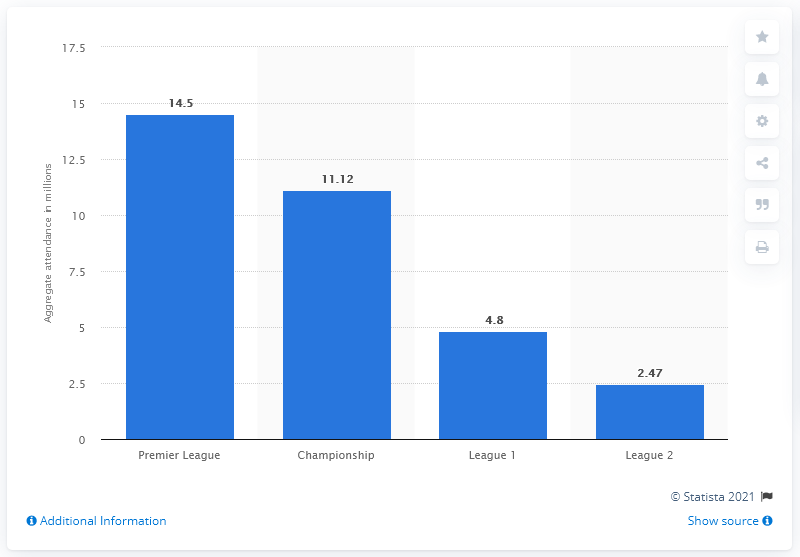 17.5
15
12.5
10
7.5
5
2.5
0
Aggregate attendance in millions
14.5
11.12
4.8
2.47
Premier League
Championship
League 1
League 2
© Statista 2021
Additional Information
Show source